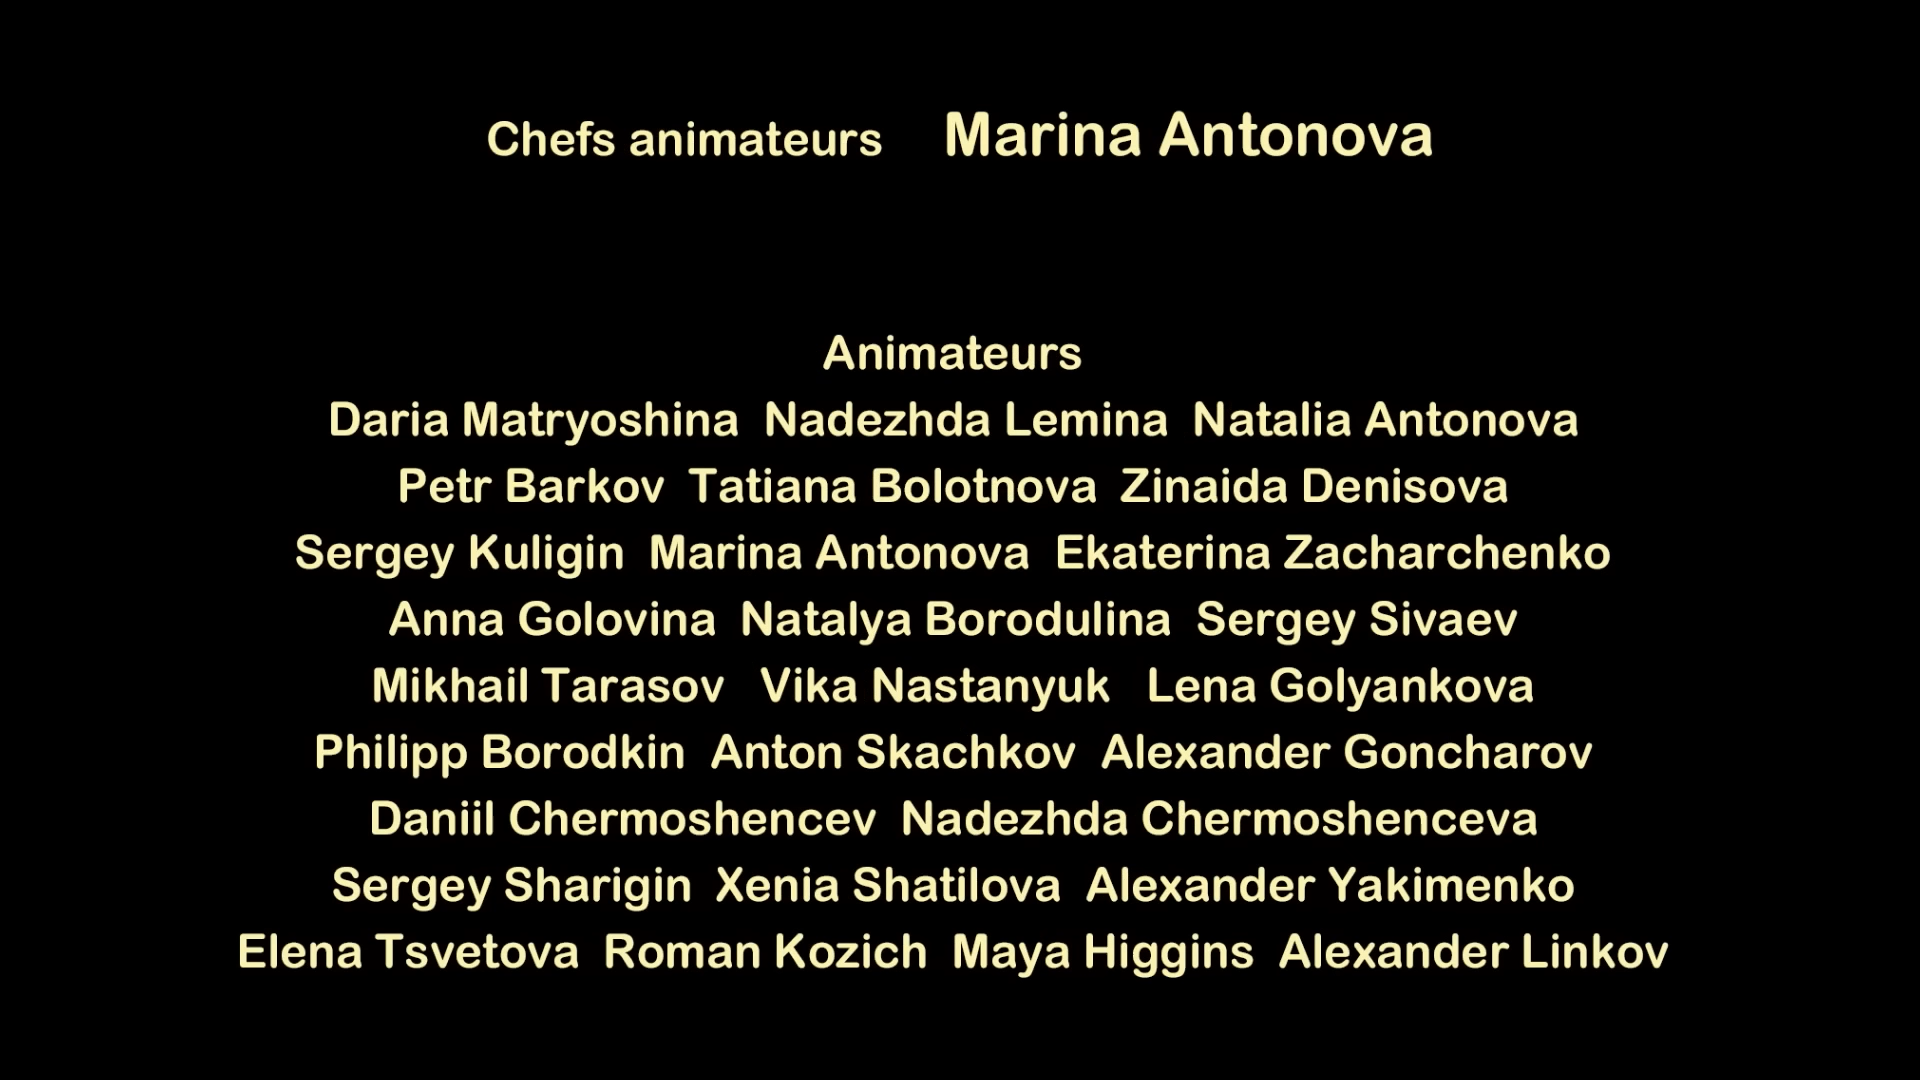 Chefs animateurs Marina Antonova
Animateurs
Daria Matryoshina Nadezhda Lemina Natalia Antonova
Petr Barkov Tatiana Bolotnova Zinaida Denisova
Sergey Kuligin Marina Antonova Ekaterina Zacharchenko
Anna Golovina Natalya Borodulina Sergey Sivaev
Mikhail Tarasov Vika Nastanyuk Lena Golyankova
Philipp Borodkin Anton Skachkov Alexander Goncharov
Daniil Chermoshencev Nadezhda Chermoshenceva
Sergey Sharigin Xenia Shatilova Alexander Yakimenko
Elena Tsvetova Roman Kozich Maya Higgins Alexander Linkov